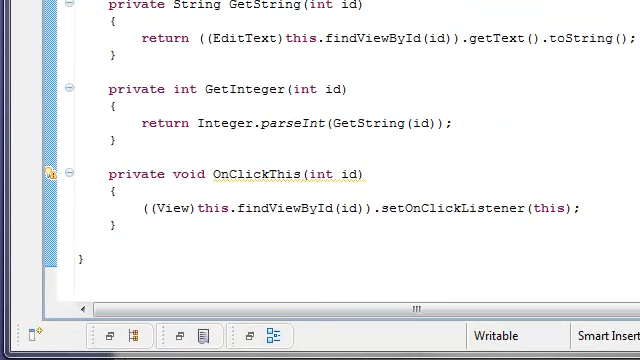 private String GetString(int id)
{
return ((EditText)this.findViewById(id)).getText().toString();
}
private int GetInteger(int id)
{
return Integer.parseInt(GetString(id));
}
private void OnClickThis(int id)
{
((View)this.findViewById(id)).setOnClickListener(this);
}
}
Writable Smart Insert